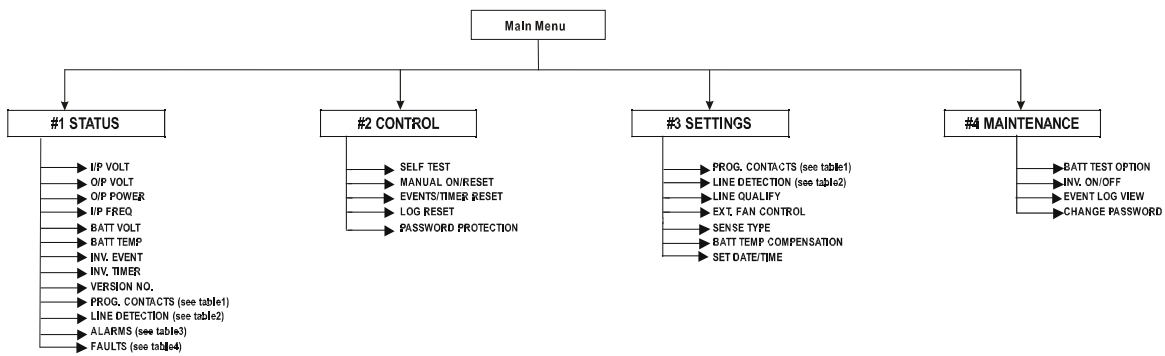 Main Menu
#1 STATUS
I/P VOLT
O/P VOLT
O/P POWER
I/P FREQ
BATT VOLT
BATT TEMP
INV. EVENT
INV. TIMER
VERSION NO.
PROG. CONTACTS (see table1)
LINE DETECTION (see table2)
ALARMS (see table3)
FAULTS (see table4)
#2 CONTROL
SELF TEST
MANUAL ON/RESET
EVENTS/TIMER RESET
LOG RESET
PASSWORD PROTECTION
#3 SETTINGS
PROG. CONTACTS (see table1)
LINE DETECTION (see table2)
LINE QUALIFY
EXT. FAN CONTROL
SENSE TYPE
BATT TEMP COMPENSATION
SET DATE/TIME
#4 MAINTENANCE
BATT TEST OPTION
INV. ON/OFF
EVENT LOG VIEW
CHANGE PASSWORD